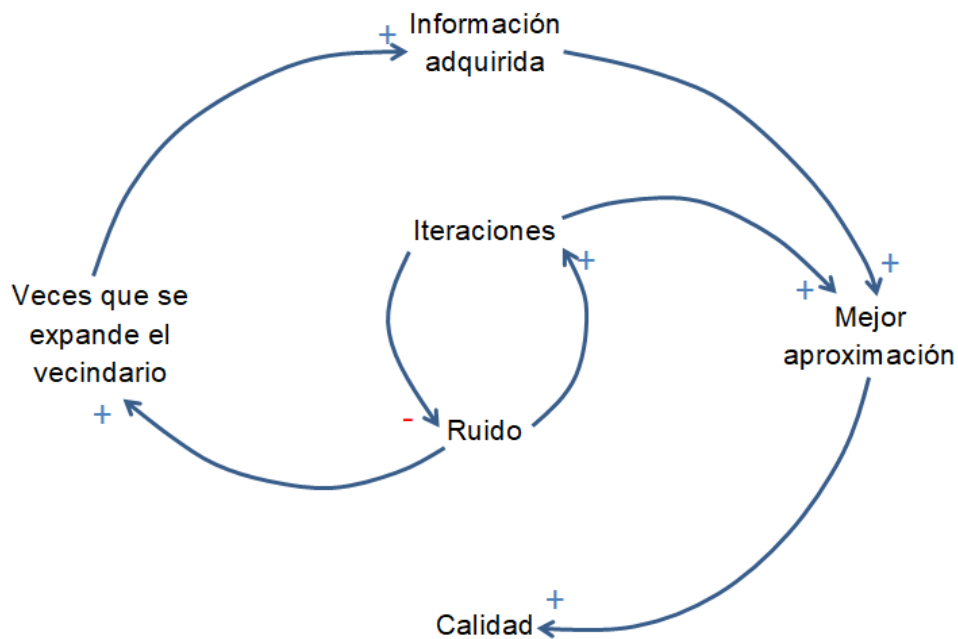 +
Información
adquirida
Iteraciones
+
+
+
Veces que se
expande el
vecindario
+
Mejor
aproximación
-
Ruido
+
Calidad